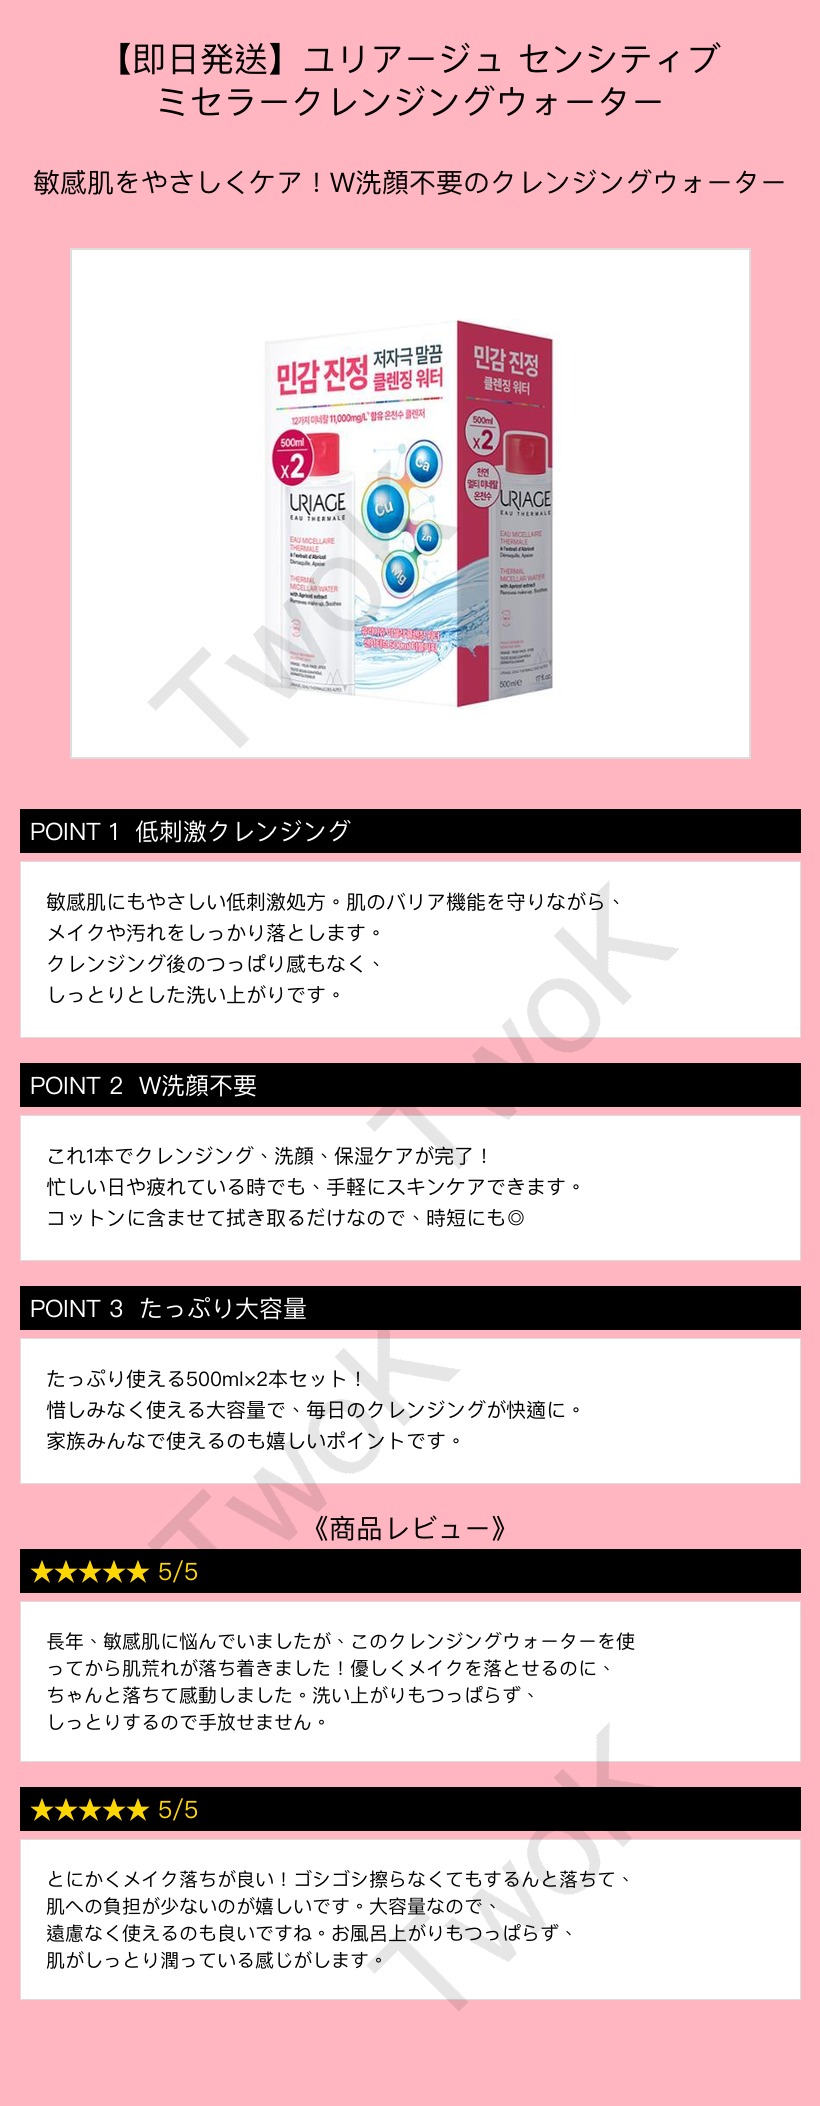 【即日発送】ユリアージュ センシティブ
ミセラークレンジングウォーター
敏感肌をやさしくケア！W洗顔不要のクレンジングウォーター
민감 진정 저자극 말끔
클렌징 워터
12가지 미네랄 11,000mg/L 함유 온천수 클렌저
500ml
x2
URIAGE
EAU THERMALE
EAU MICELLAIRE
THERMALE
à l'extrait d'Abricot
Démaquille, Apaise
THERMAL
MICELLAR WATER
with Apricot extract
Removes make-up, Soothes
Ca
Cu
Zn
Mg
민감 진정
클렌징 워터
500ml
x2
천연
멀티 미네랄
온천수
URIAGE
EAU THERMALE
EAU MICELLAIRE
THERMALE
à l'extrait d'Abricot
Démaquille, Apaise
THERMAL
MICELLAR WATER
with Apricot extract
Removes make-up, Soothes
500ml
TwoK
POINT 1 低刺激クレンジング
敏感肌にもやさしい低刺激処方。肌のバリア機能を守りながら、
メイクや汚れをしっかり落とします。
クレンジング後のつっぱり感もなく、
しっとりとした洗い上がりです。
TwoK
POINT 2 W洗顔不要
これ1本でクレンジング、洗顔、保湿ケアが完了！
忙しい日や疲れている時でも、手軽にスキンケアできます。
コットンに含ませて拭き取るだけなので、時短にも◎
POINT 3 たっぷり大容量
たっぷり使える500ml×2本セット！
惜しみなく使える大容量で、毎日のクレンジングが快適に。
家族みんなで使えるのも嬉しいポイントです。
TwoK
《商品レビュー》
★★★★★ 5/5
長年、敏感肌に悩んでいましたが、このクレンジングウォーターを使
ってから肌荒れが落ち着きました！優しくメイクを落とせるのに、
ちゃんと落ちて感動しました。洗い上がりもつっぱらず、
しっとりするので手放せません。
★★★★★ 5/5
とにかくメイク落ちが良い！ゴシゴシ擦らなくてもするんと落ちて、
肌への負担が少ないのが嬉しいです。大容量なので、
遠慮なく使えるのも良いですね。お風呂上がりもつっぱらず、
肌がしっとり潤っている感じがします。
TwoK